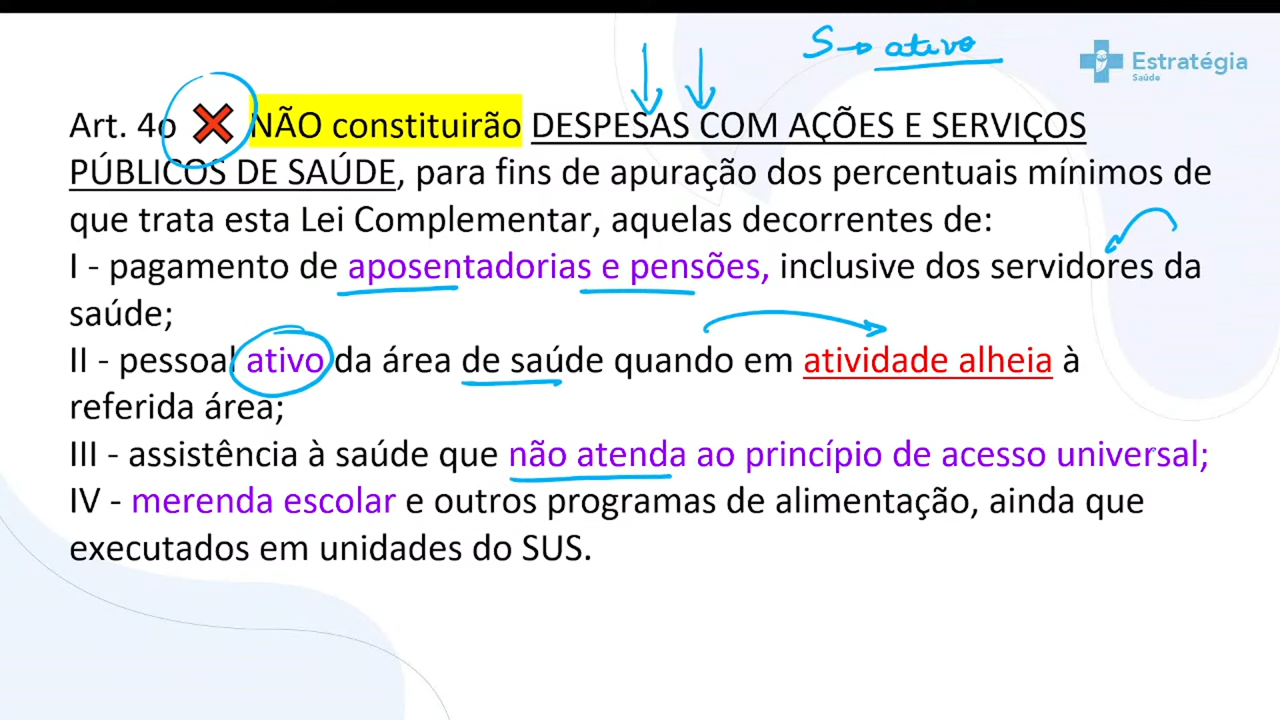 S→ ativo
Estratégia
Saúde
Art. 4o ❌ NÃO constituirão DESPESAS COM AÇÕES E SERVIÇOS
PÚBLICOS DE SAÚDE, para fins de apuração dos percentuais mínimos de
que trata esta Lei Complementar, aquelas decorrentes de:
I - pagamento de aposentadorias e pensões, inclusive dos servidores da
saúde;
II - pessoal ativo da área de saúde quando em atividade alheia à
referida área;
III - assistência à saúde que não atenda ao princípio de acesso universal;
IV - merenda escolar e outros programas de alimentação, ainda que
executados em unidades do SUS.